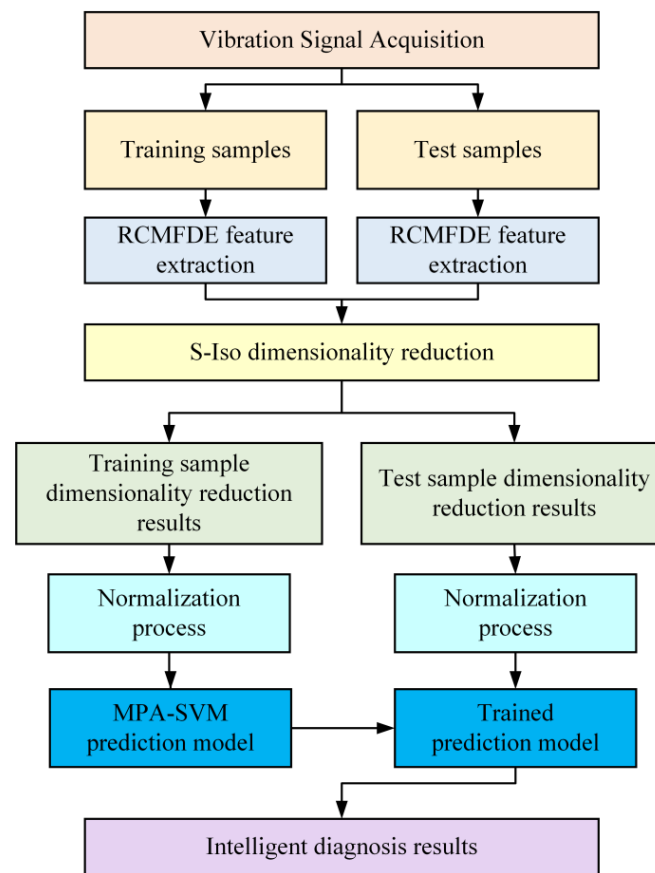 Vibration Signal Acquisition
Training samples
Test samples
RCMFDE feature
extraction
RCMFDE feature
extraction
S-Iso dimensionality reduction
Training sample
dimensionality reduction
results
Test sample dimensionality
reduction results
Normalization
process
Normalization
process
MPA-SVM
prediction model
Trained
prediction model
Intelligent diagnosis results